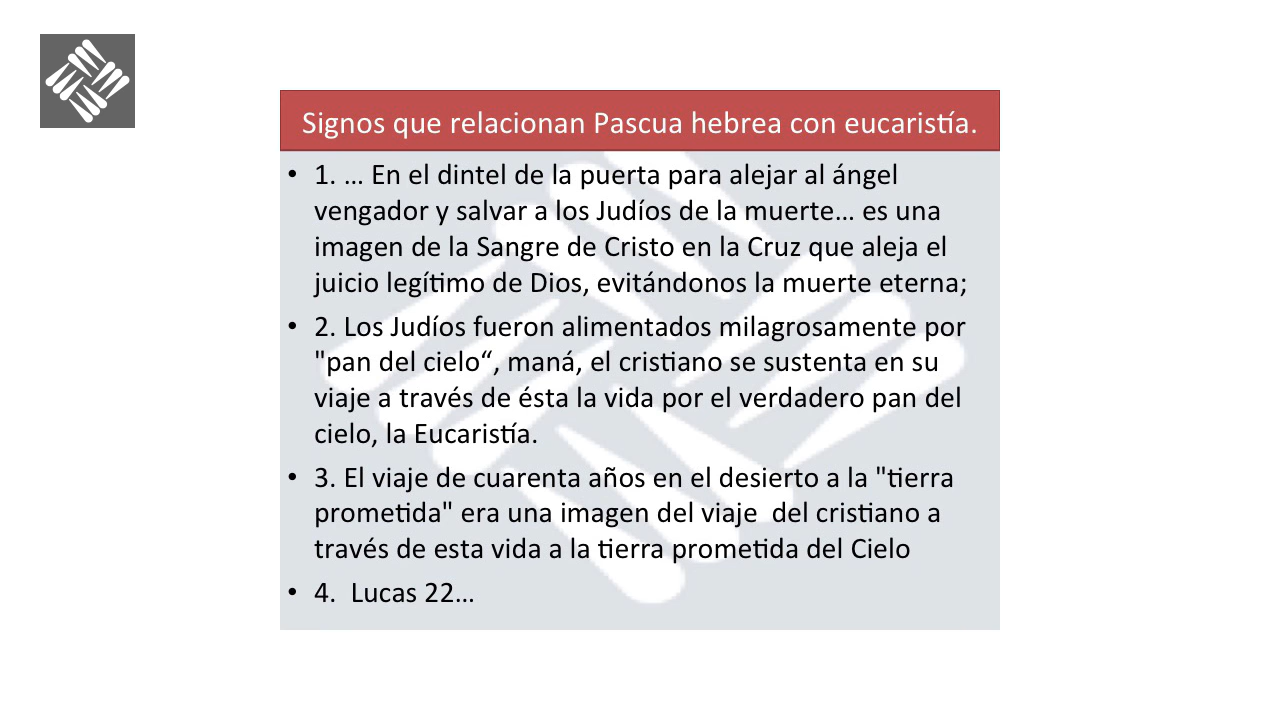 Signos que relacionan Pascua hebrea con eucaristía.
• 1. … En el dintel de la puerta para alejar al ángel
vengador y salvar a los Judíos de la muerte… es una
imagen de la Sangre de Cristo en la Cruz que aleja el
juicio legítimo de Dios, evitándonos la muerte eterna;
• 2. Los Judíos fueron alimentados milagrosamente por
"pan del cielo“, maná, el cristiano se sustenta en su
viaje a través de ésta la vida por el verdadero pan del
cielo, la Eucaristía.
• 3. El viaje de cuarenta años en el desierto a la "tierra
prometida" era una imagen del viaje  del cristiano a
través de esta vida a la tierra prometida del Cielo
• 4.  Lucas 22…